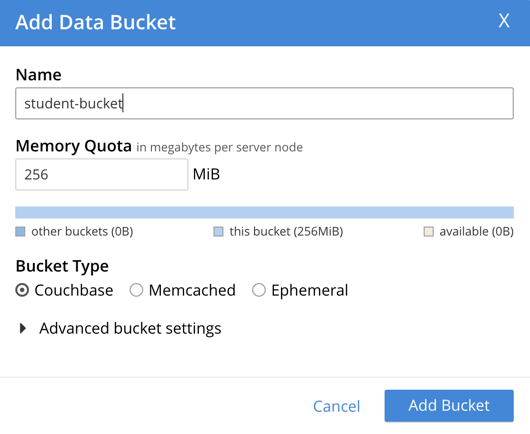 Add Data Bucket X
Name
student-bucket
Memory Quota in megabytes per server node
256 MiB
other buckets (0B) this bucket (256MiB) available (0B)
Bucket Type
Couchbase Memcached Ephemeral
Advanced bucket settings
Cancel Add Bucket